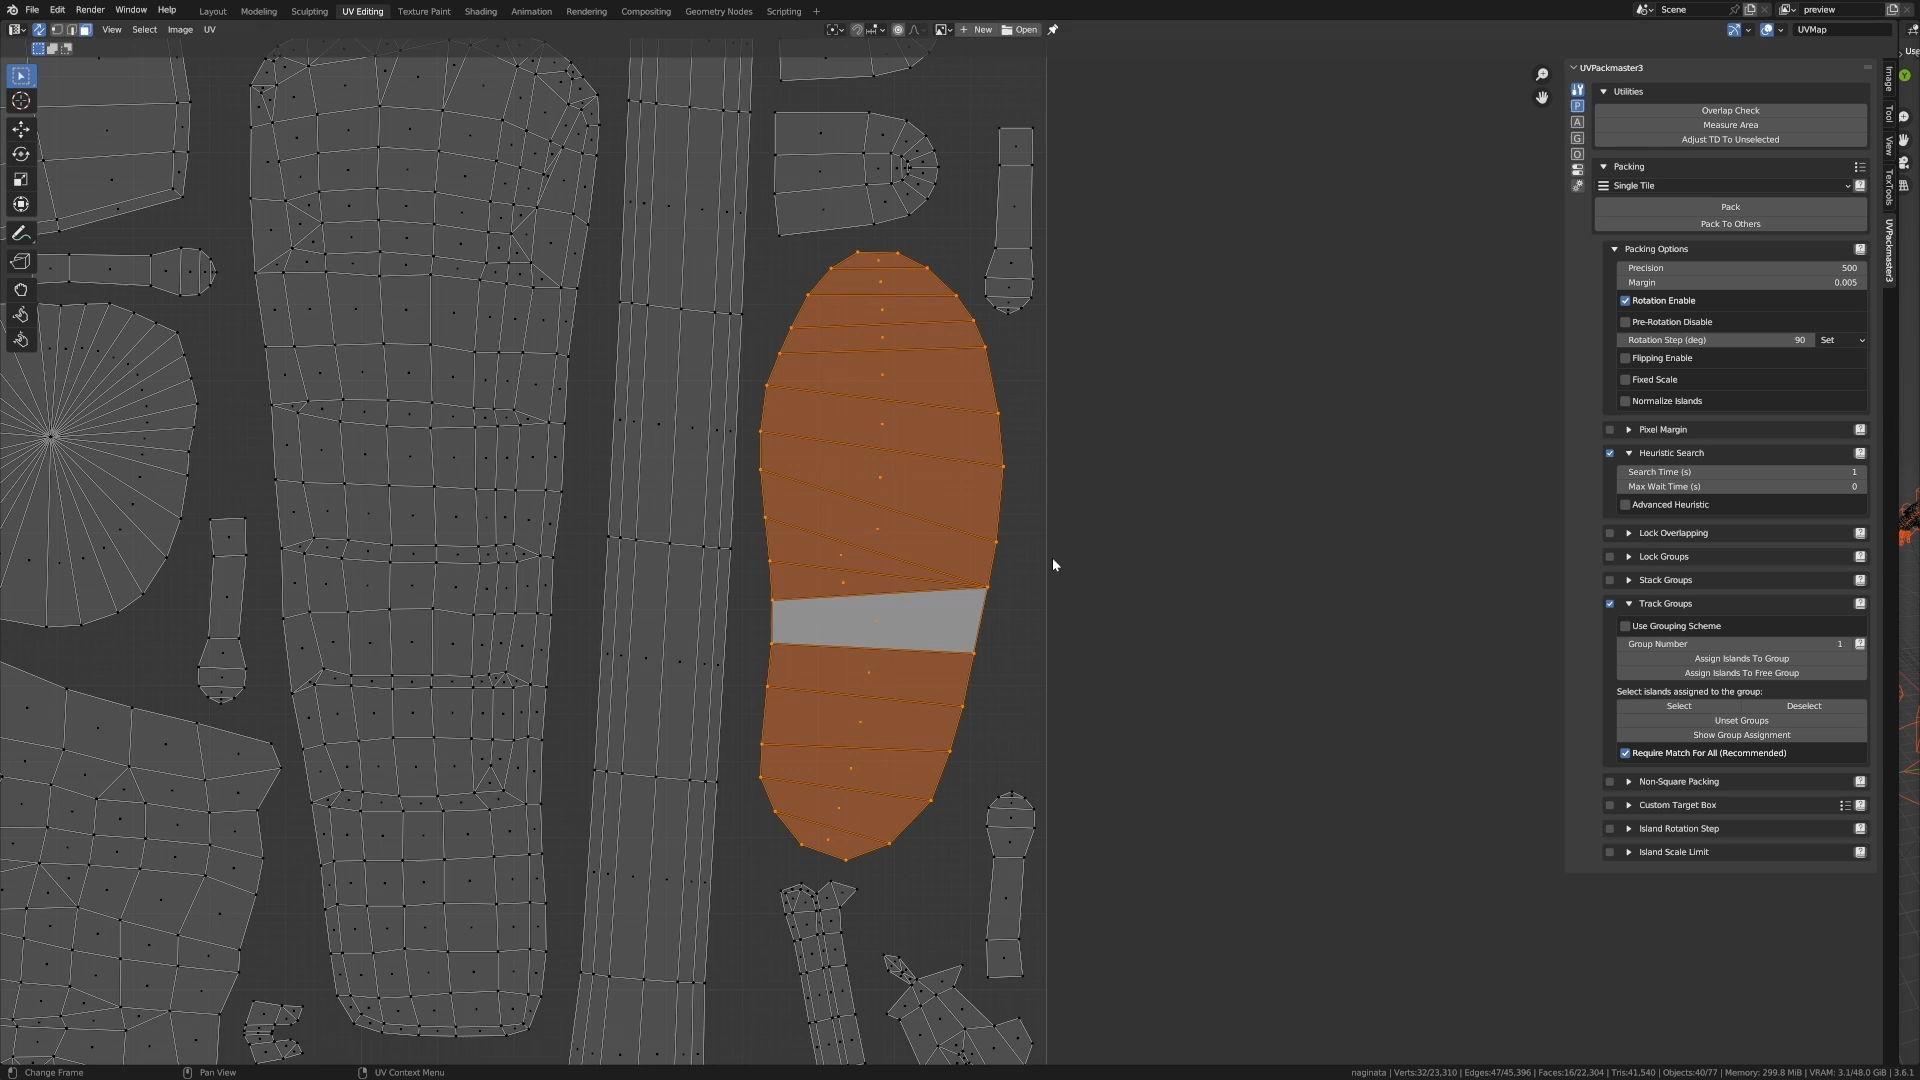 File Edit Render Window Help Layout Modeling Sculpting UV Editing Texture Paint Shading Animation Rendering Compositing Geometry Nodes Scripting + Scene preview
View Select Image UV New Open UVMap
Use
UVPackmaster3
Utilities
Overlap Check
Measure Area
Adjust TD To Unselected
Packing
Single Tile
Pack
Pack To Others
Packing Options
Precision 500
Margin 0.005
Rotation Enable
Pre-Rotation Disable
Rotation Step (deg) 90 Set
Flipping Enable
Fixed Scale
Normalize Islands
Pixel Margin
Heuristic Search
Search Time (s) 1
Max Wait Time (s) 0
Advanced Heuristic
Lock Overlapping
Lock Groups
Stack Groups
Track Groups
Use Grouping Scheme
Group Number 1
Assign Islands To Group
Assign Islands To Free Group
Select islands assigned to the group:
Select Deselect
Unset Groups
Show Group Assignment
Require Match For All (Recommended)
Non-Square Packing
Custom Target Box
Island Rotation Step
Island Scale Limit
P
A
G
O
Image
Tool
View
TexTools
UVPackmaster3
Y
Change Frame Pan View UV Context Menu
naginata | Verts:32/23,310 | Edges:47/45,396 | Faces:16/22,304 | Tris:41,540 | Objects:40/77 | Memory: 299.8 MiB | VRAM: 3.1/48.0 GiB | 3.6.1